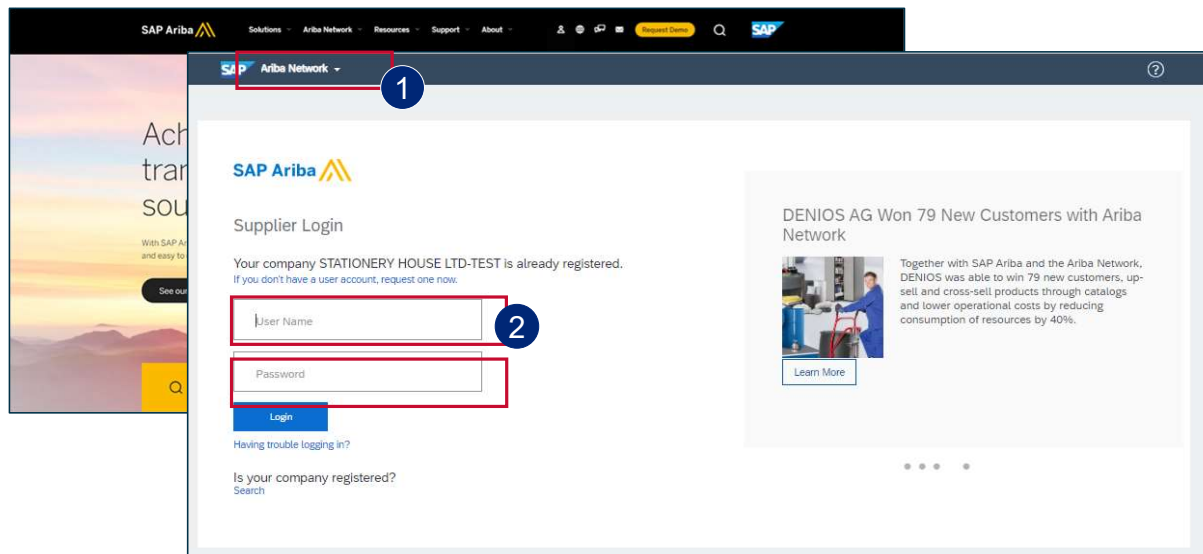 SAP Ariba
Solutions Ariba Network Resources Support About Request Demo SAP
SAP Ariba Network
1
Ach
tran
sou
With SAP Ar
and easy to
See our
SAP Ariba
Supplier Login
Your company STATIONERY HOUSE LTD-TEST is already registered.
If you don't have a user account, request one now.
User Name
2
Password
Login
Having trouble logging in?
Is your company registered?
Search
DENIOS AG Won 79 New Customers with Ariba
Network
Together with SAP Ariba and the Ariba Network,
DENIOS was able to win 79 new customers, up-
sell and cross-sell products through catalogs
and lower operational costs by reducing
consumption of resources by 40%.
Learn More